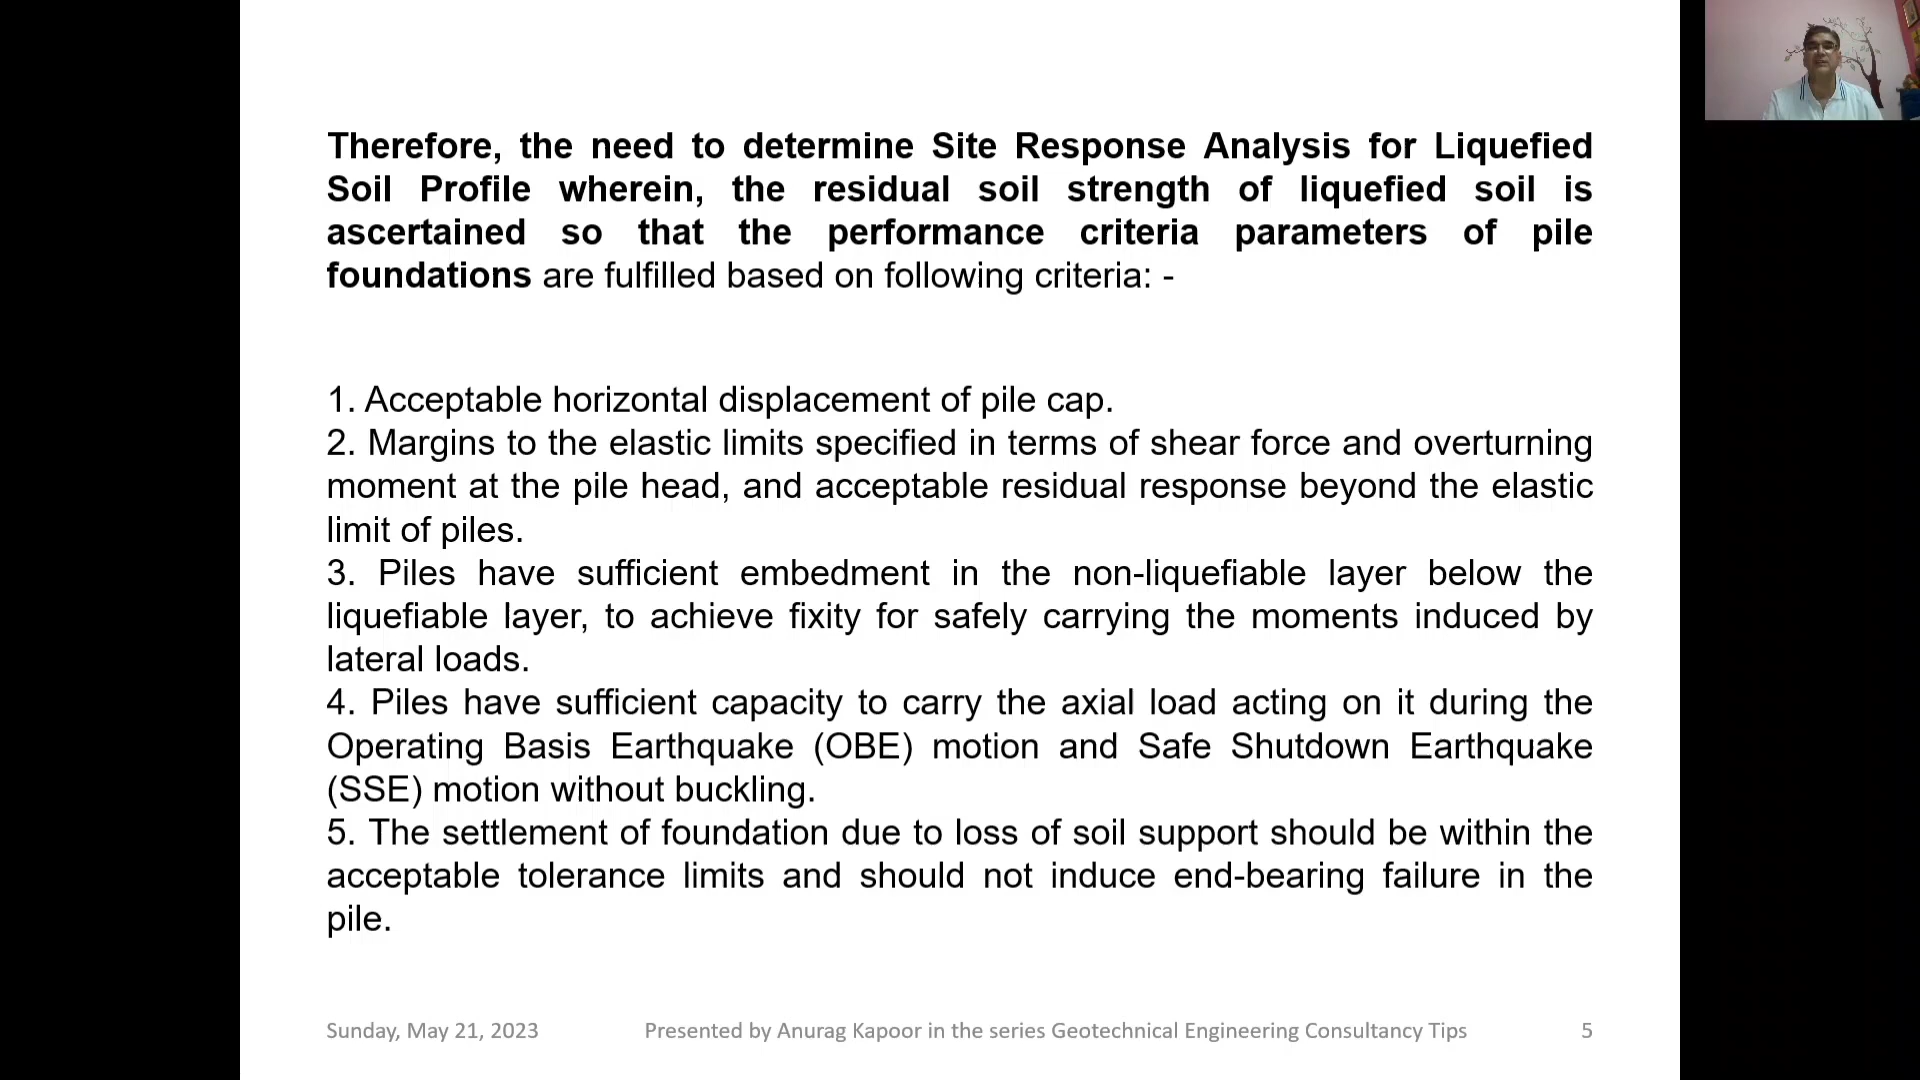 Therefore, the need to determine Site Response Analysis for Liquefied
Soil Profile wherein, the residual soil strength of liquefied soil is
ascertained so that the performance criteria parameters of pile
foundations are fulfilled based on following criteria: -
1. Acceptable horizontal displacement of pile cap.
2. Margins to the elastic limits specified in terms of shear force and overturning
moment at the pile head, and acceptable residual response beyond the elastic
limit of piles.
3. Piles have sufficient embedment in the non-liquefiable layer below the
liquefiable layer, to achieve fixity for safely carrying the moments induced by
lateral loads.
4. Piles have sufficient capacity to carry the axial load acting on it during the
Operating Basis Earthquake (OBE) motion and Safe Shutdown Earthquake
(SSE) motion without buckling.
5. The settlement of foundation due to loss of soil support should be within the
acceptable tolerance limits and should not induce end-bearing failure in the
pile.
Sunday, May 21, 2023 Presented by Anurag Kapoor in the series Geotechnical Engineering Consultancy Tips 5